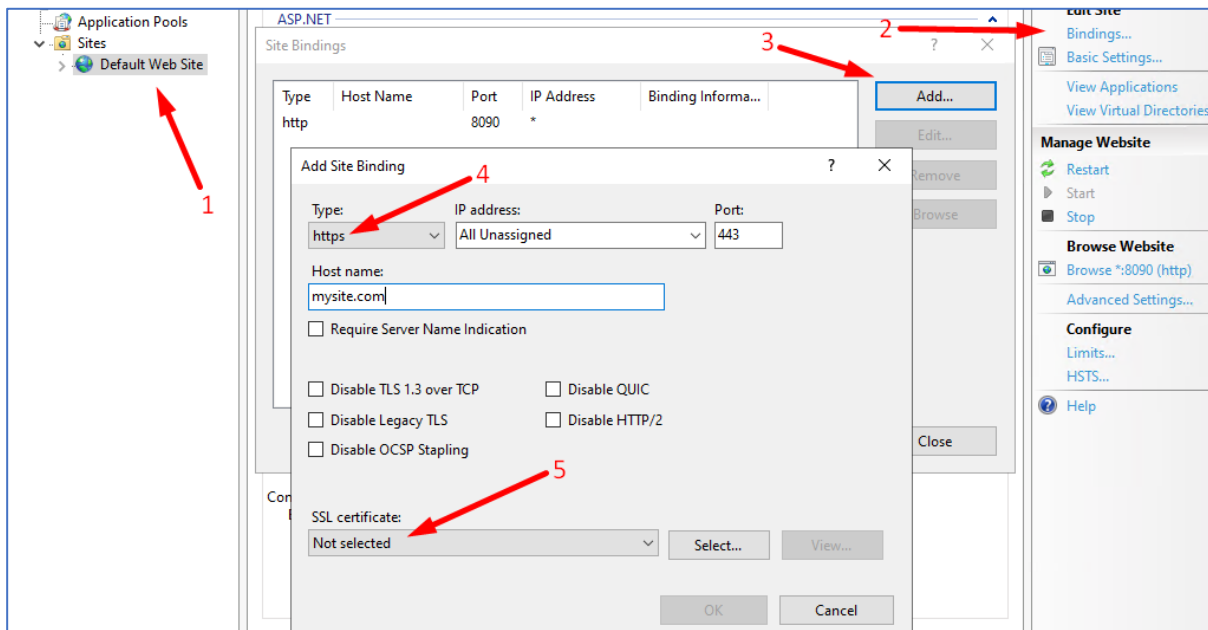 Application Pools
Sites
Default Web Site
1
ASP.NET
Site Bindings
?
3
2
Type Host Name Port IP Address Binding Informa...
http 8090 *
Add...
Edit...
Remove
Browse
Close
Add Site Binding
?
4
Type: IP address: Port:
https All Unassigned 443
Host name:
mysite.com
Require Server Name Indication
Disable TLS 1.3 over TCP Disable QUIC
Disable Legacy TLS Disable HTTP/2
Disable OCSP Stapling
5
SSL certificate:
Not selected Select... View...
OK Cancel
Con
Edit Site
Bindings...
Basic Settings...
View Applications
View Virtual Directories
Manage Website
Restart
Start
Stop
Browse Website
Browse *:8090 (http)
Advanced Settings...
Configure
Limits...
HSTS...
Help